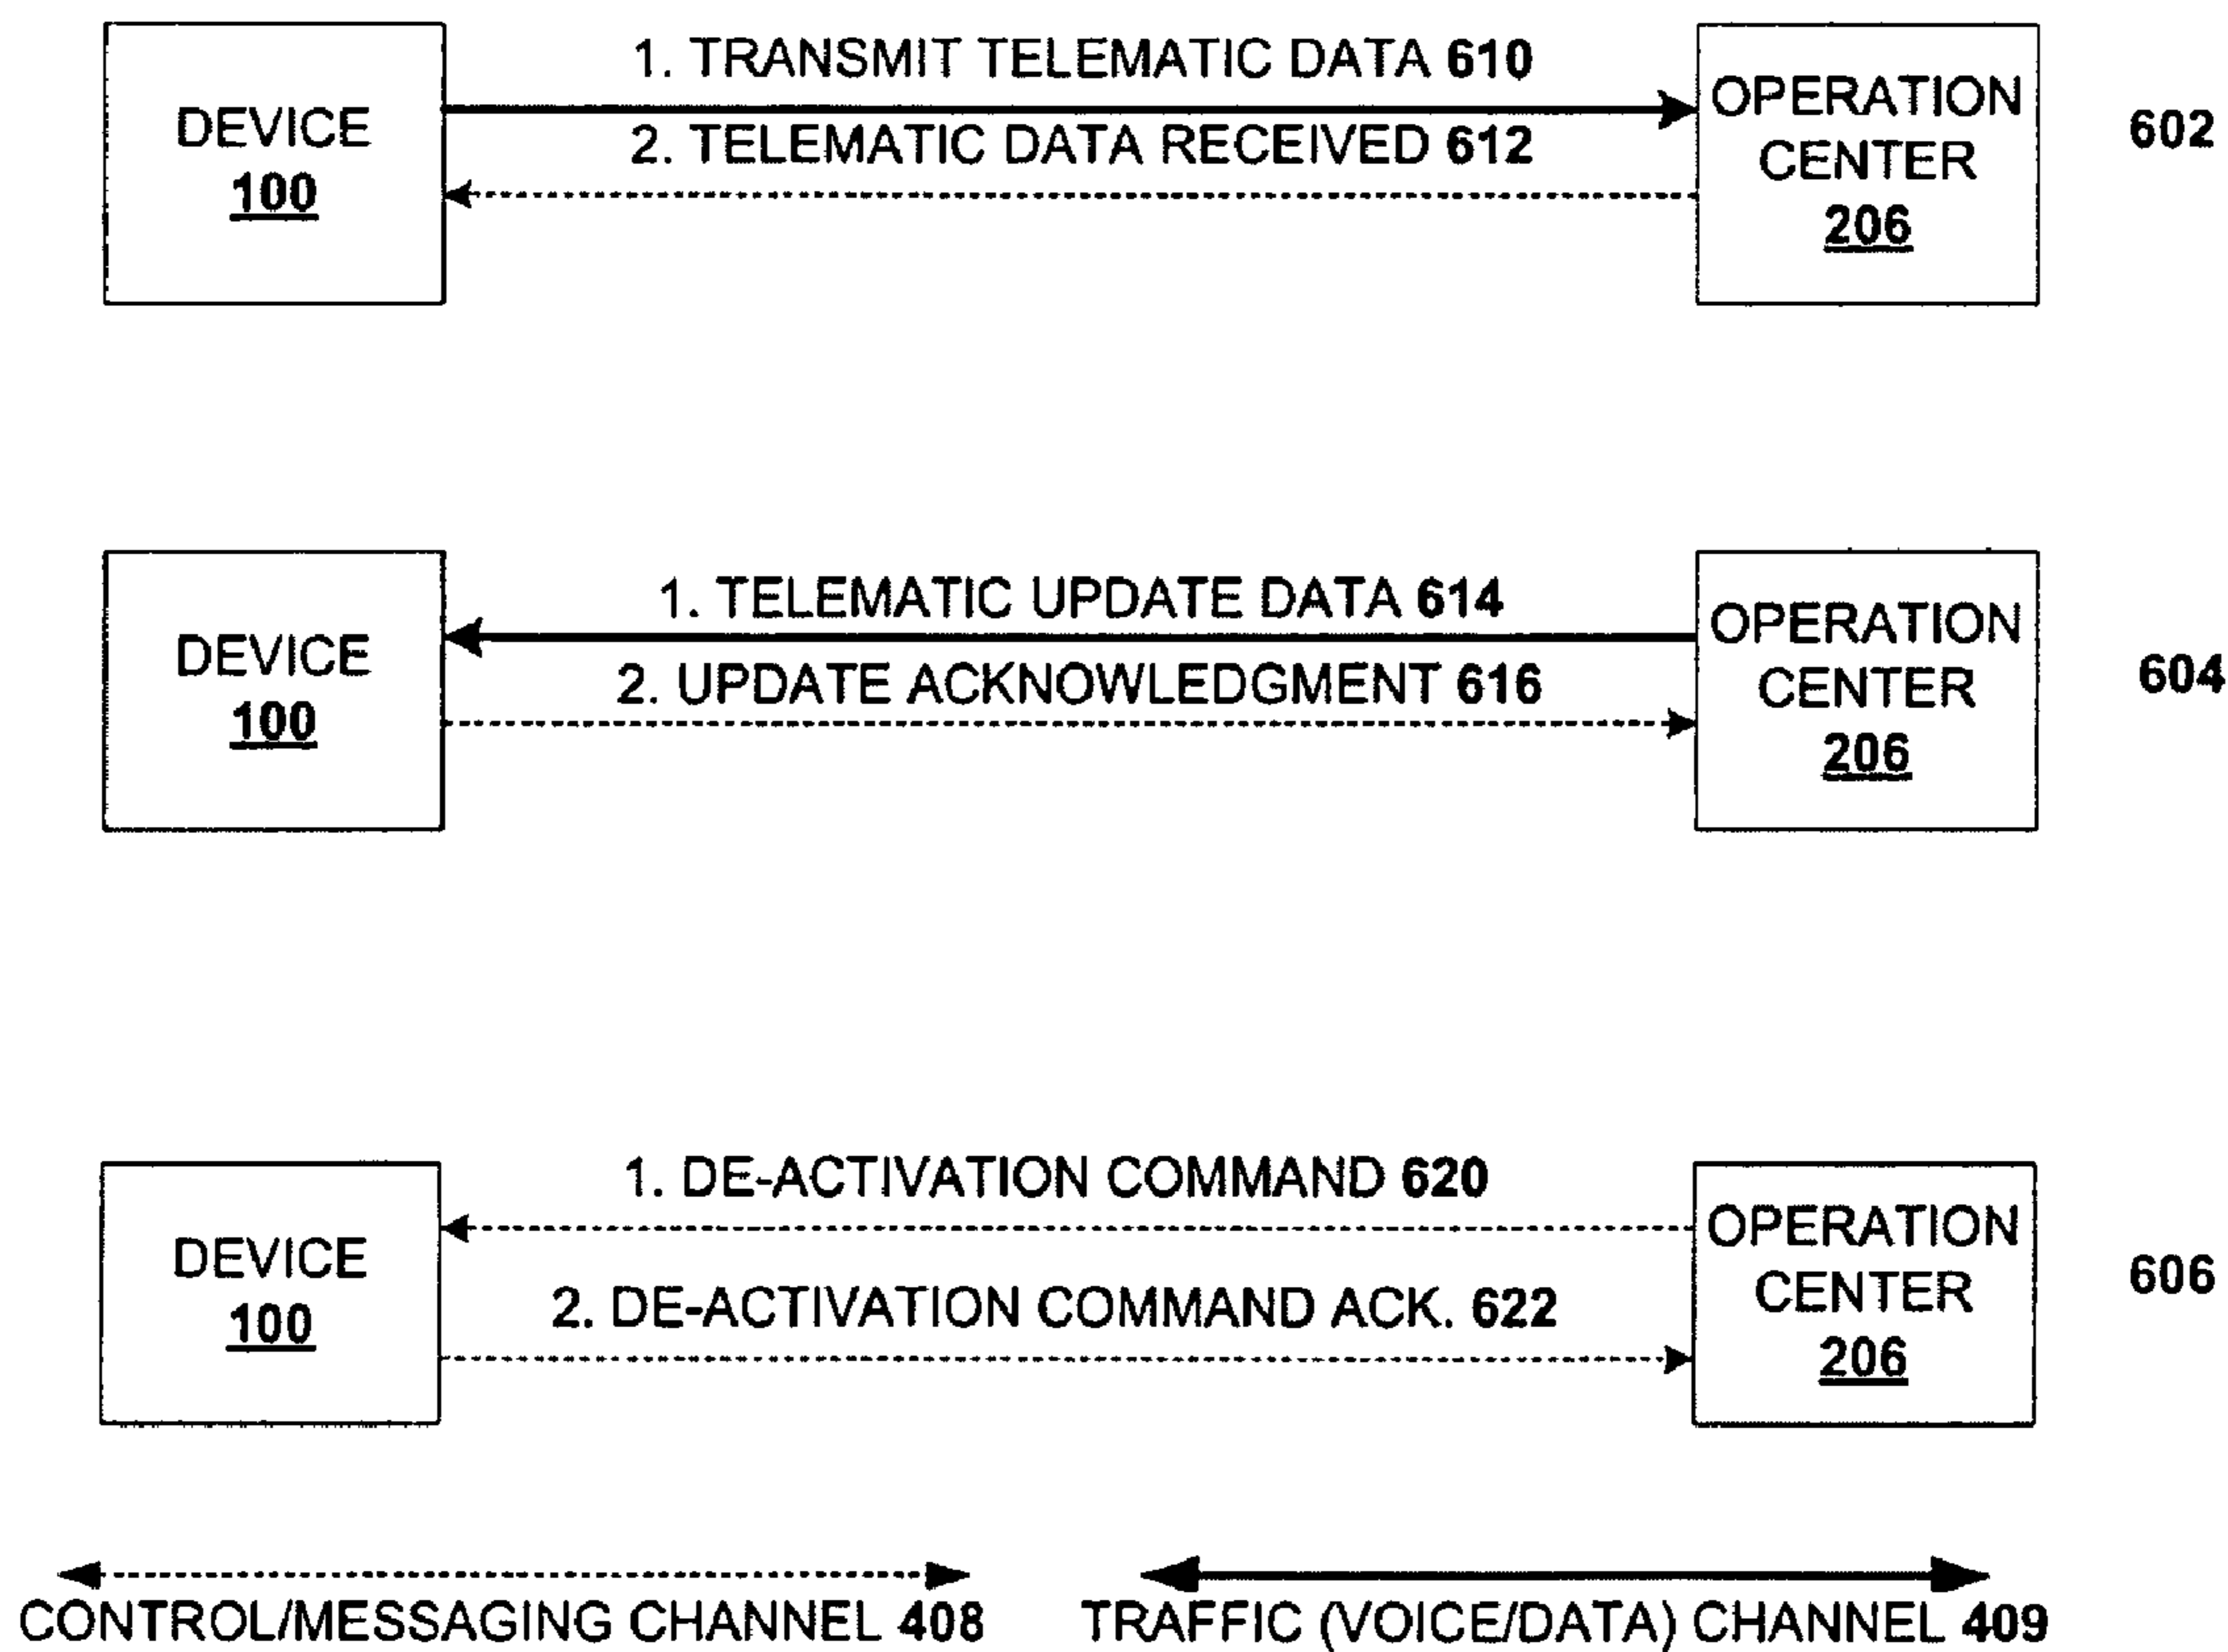 1. TRANSMIT TELEMATIC DATA 610
DEVICE
100
2. TELEMATIC DATA RECEIVED 612
OPERATION
CENTER
206
602
1. TELEMATIC UPDATE DATA 614
DEVICE
100
2. UPDATE ACKNOWLEDGMENT 616
OPERATION
CENTER
206
604
1. DE-ACTIVATION COMMAND 620
DEVICE
100
2. DE-ACTIVATION COMMAND ACK. 622
OPERATION
CENTER
206
606
CONTROL/MESSAGING CHANNEL 408
TRAFFIC (VOICE/DATA) CHANNEL 409